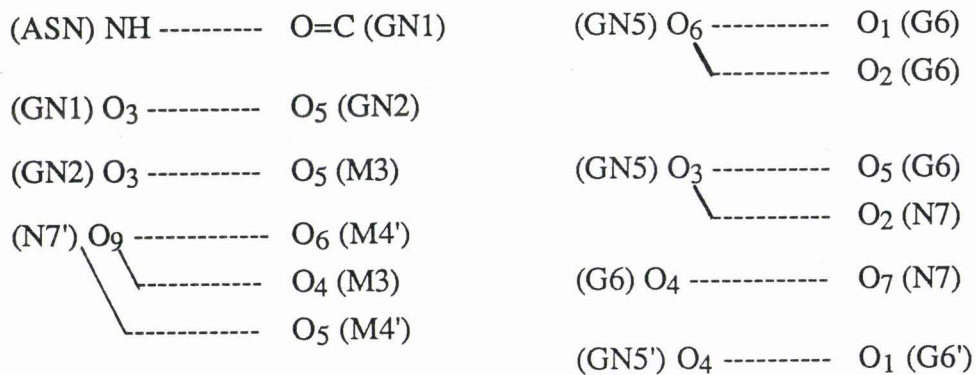 (ASN) NH ---------- O=C (GN1)
(GN1) O3 ---------- O5 (GN2)
(GN2) O3 ---------- O5 (M3)
(N7') O9 ---------- O6 (M4')
---------- O4 (M3)
---------- O5 (M4')
(GN5) O6 ---------- O1 (G6)
---------- O2 (G6)
(GN5) O3 ---------- O5 (G6)
---------- O2 (N7)
(G6) O4 ---------- O7 (N7)
(GN5') O4 ---------- O1 (G6')